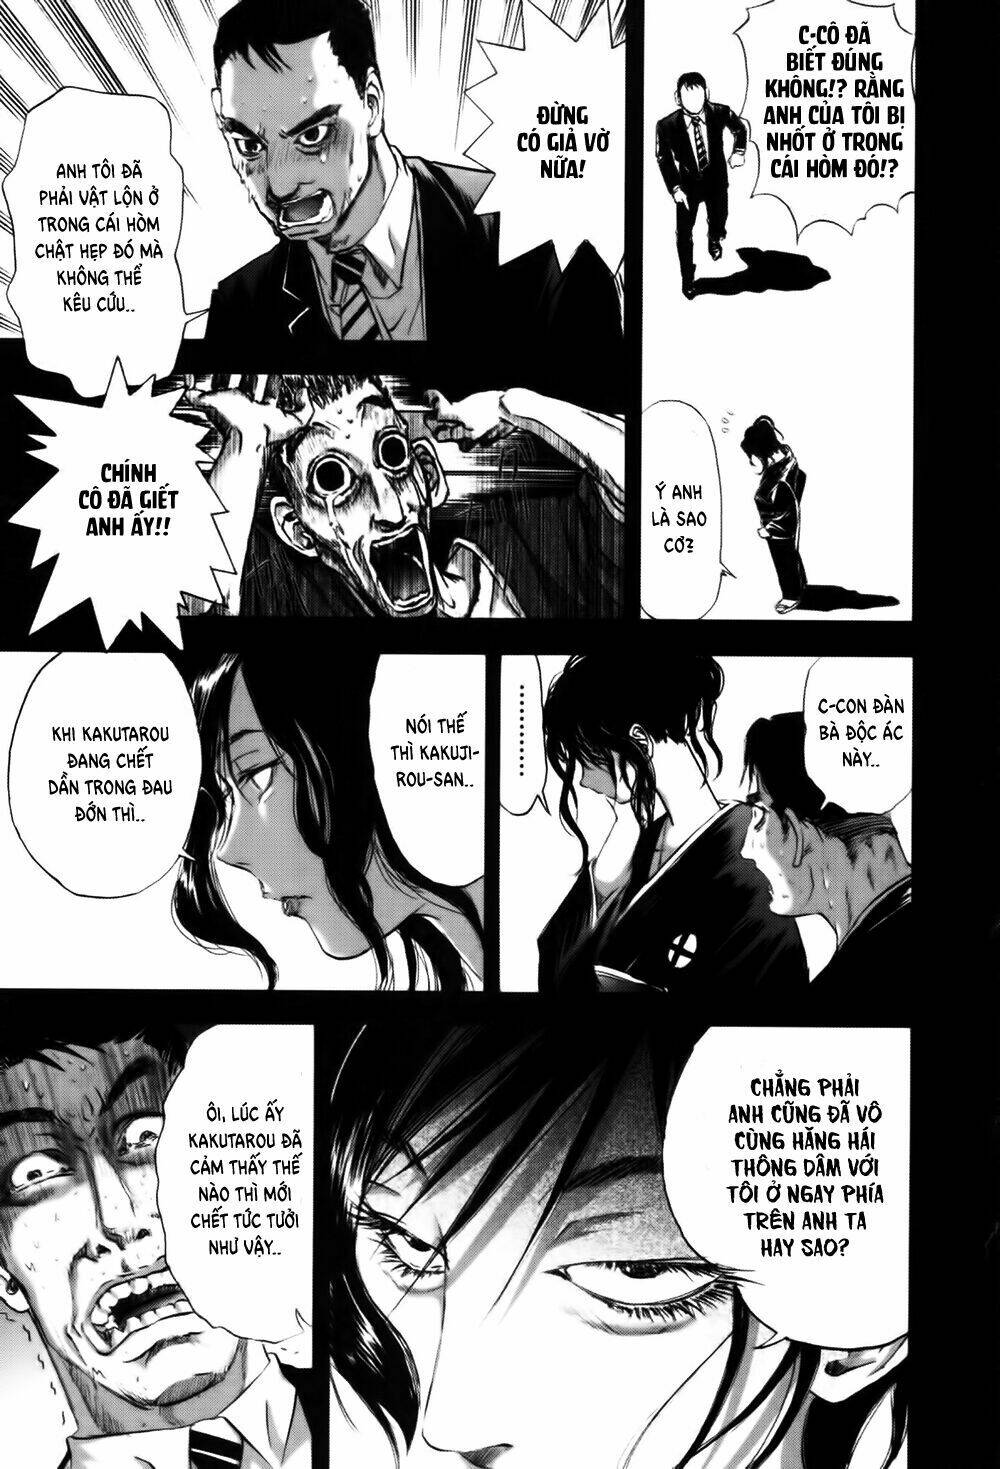 C-CÔ ĐÃ
BIẾT ĐÚNG
KHÔNG!? RẰNG
ANH CỦA TÔI BỊ
NHỐT Ở TRONG
CÁI HÒM ĐÓ!?
Ý ANH
LÀ SAO
CƠ?
ĐỪNG
CÓ GIẢ VỜ
NỮA!
ANH TÔI ĐÃ
PHẢI VẬT LỘN Ở
TRONG CÁI HÒM
CHẬT HẸP ĐÓ MÀ
KHÔNG THỂ
KÊU CỨU..
CHÍNH
CÔ ĐÃ GIẾT
ANH ẤY!!
C-CON ĐÀN
BÀ ĐỘC ÁC
NÀY..
..........
NÓI THẾ
THÌ KAKUJI-
ROU-SAN..
KHI KAKUTAROU
ĐANG CHẾT
DẦN TRONG ĐAU
ĐỚN THÌ..
CHẲNG PHẢI
ANH CŨNG ĐÃ VÔ
CÙNG HĂNG HÁI
THÔNG DÂM VỚI
TÔI Ở NGAY PHÍA
TRÊN ANH TA
HAY SAO?
ÔI, LÚC ẤY
KAKUTAROU ĐÃ
CẢM THẤY THẾ
NÀO THÌ MỚI
CHẾT TỨC TƯỞI
NHƯ VẬY..